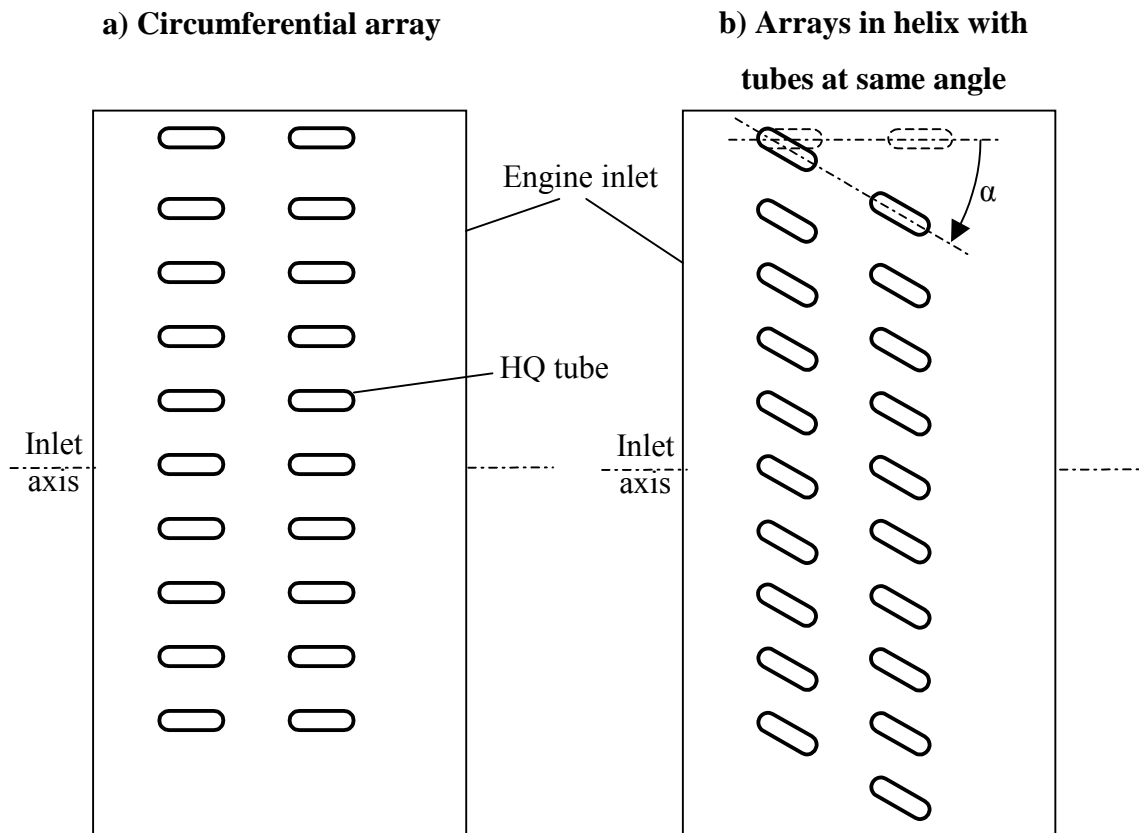 a) Circumferential array
b) Arrays in helix with
tubes at same angle
Engine inlet
α
HQ tube
Inlet
axis
Inlet
axis